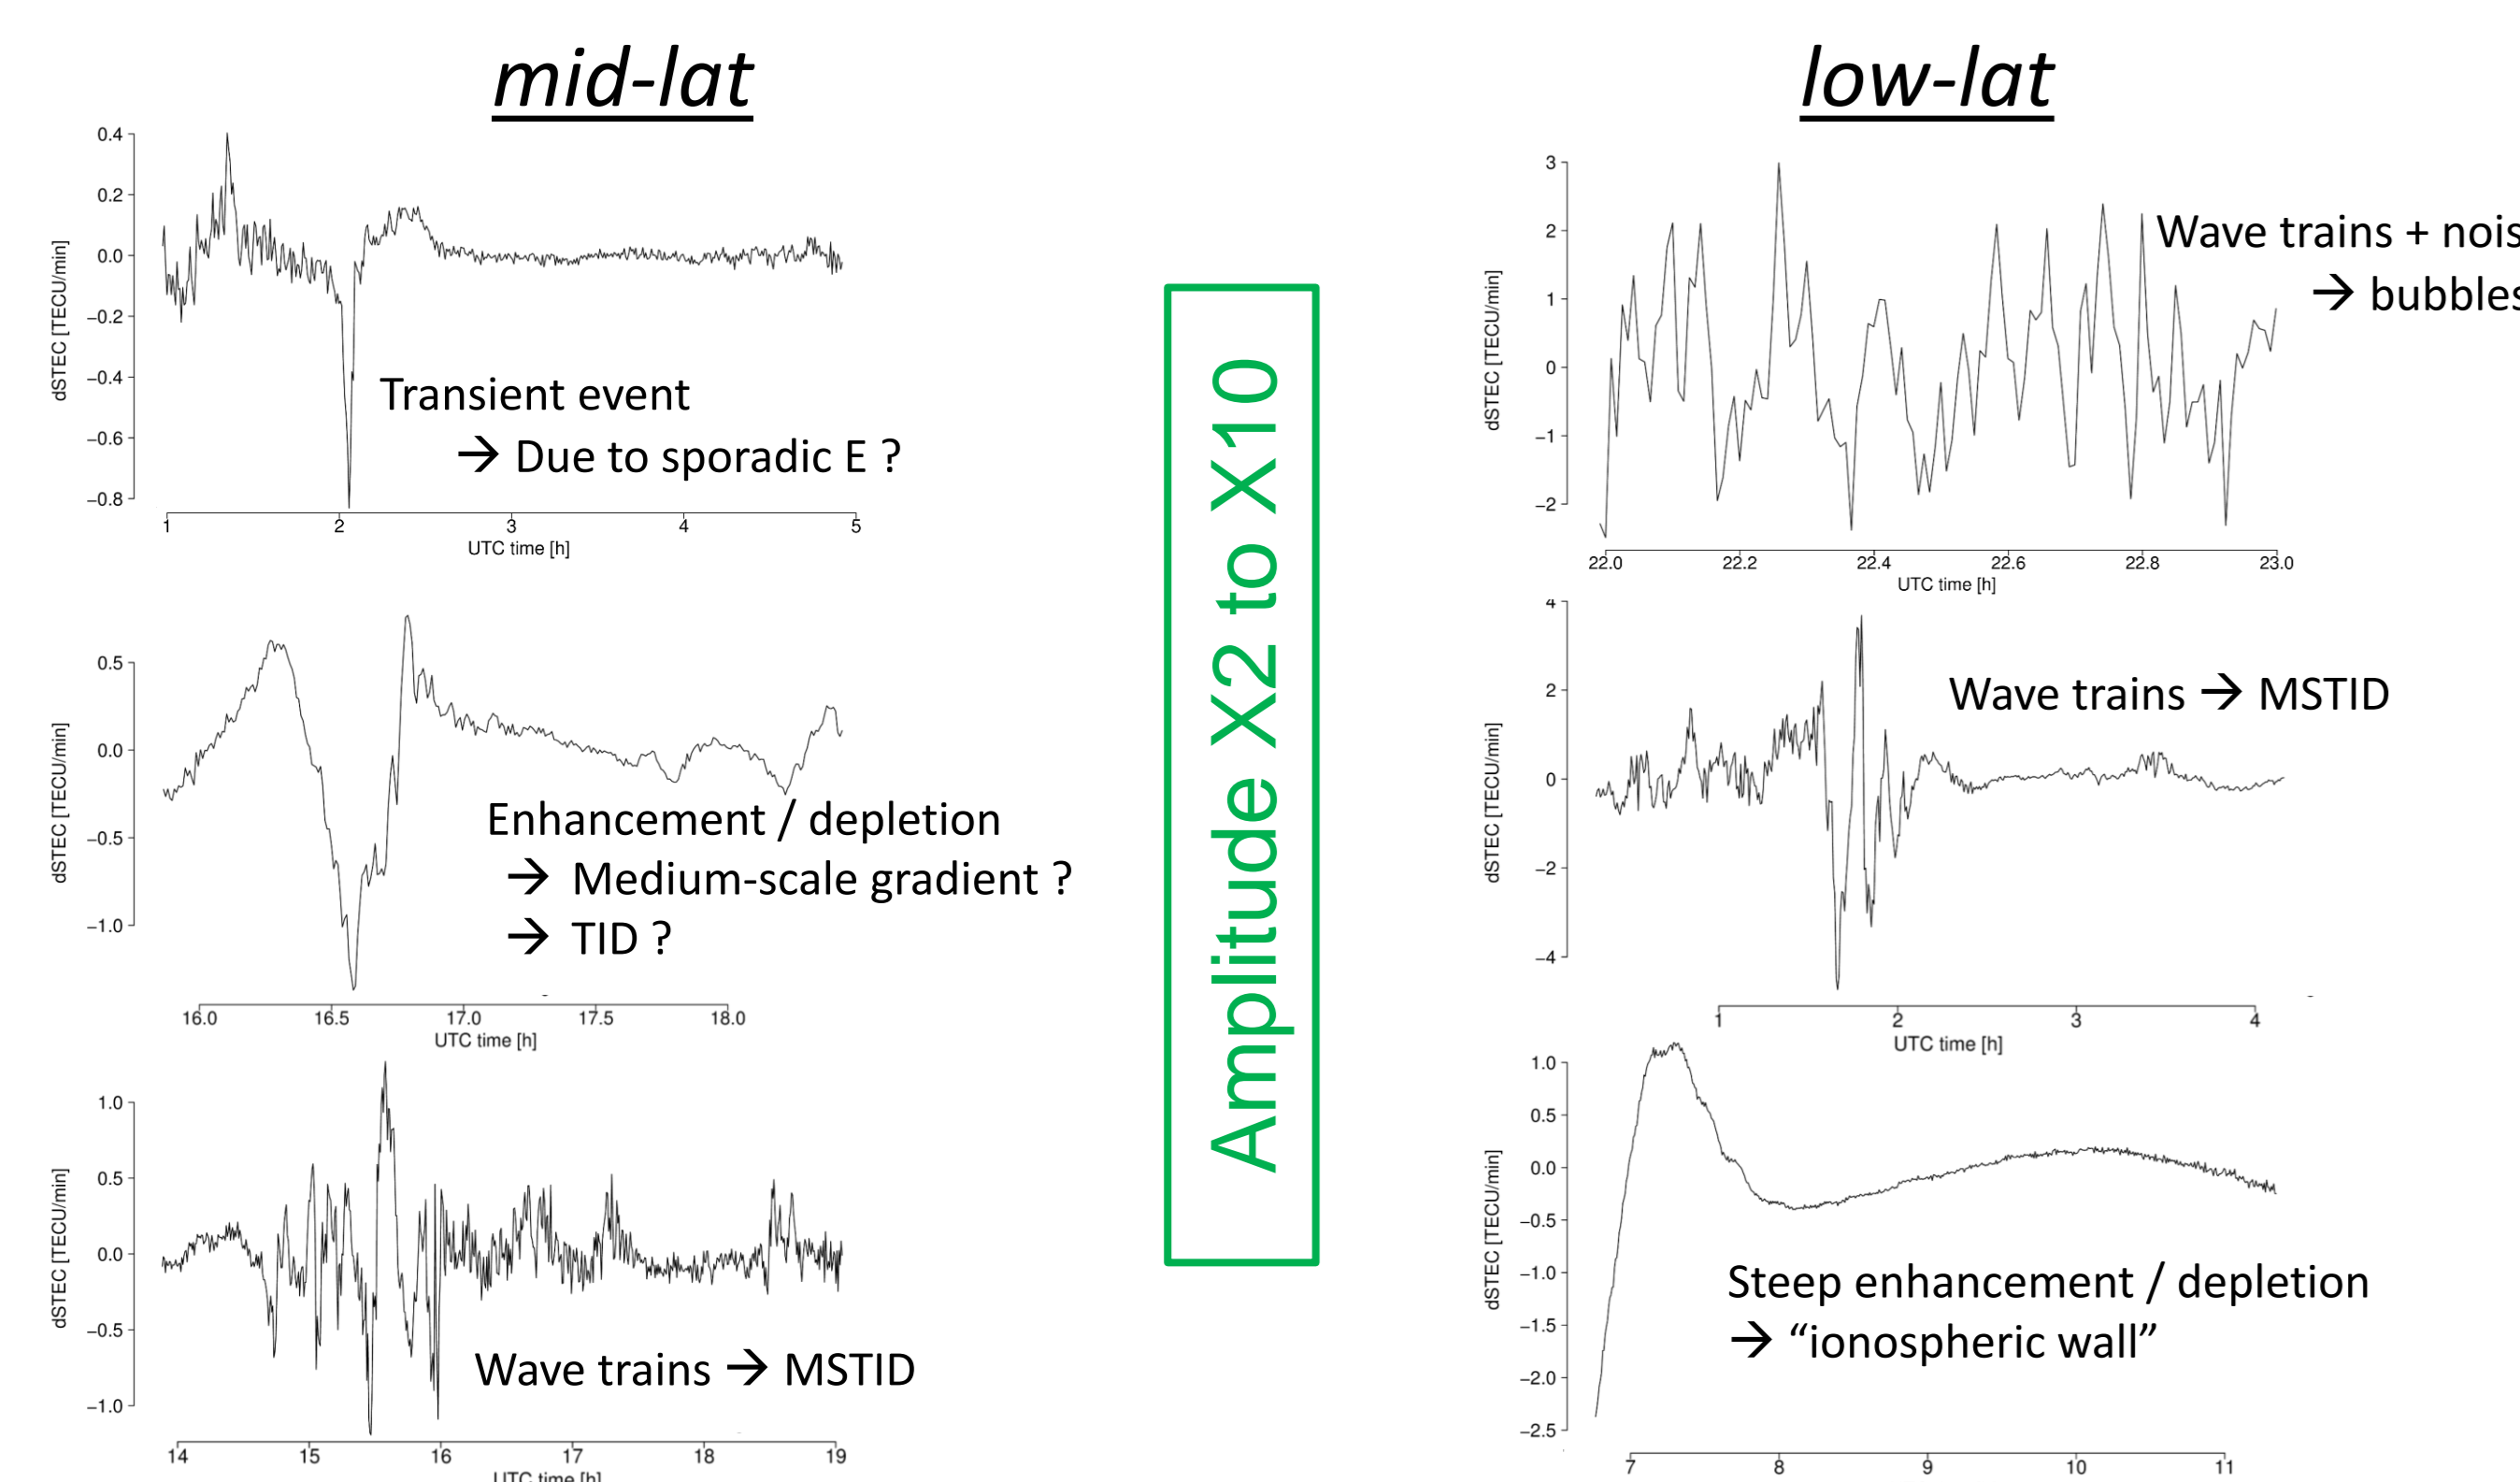 mid-lat
0.4
0.2
0.0
−0.2
−0.4
−0.6
−0.8
dSTEC [TECU/min]
Transient event
→ Due to sporadic E ?
1 2 3 4 5
UTC time [h]
0.5
0.0
−0.5
−1.0
dSTEC [TECU/min]
Enhancement / depletion
→ Medium-scale gradient ?
→ TID ?
16.0 16.5 17.0 17.5 18.0
UTC time [h]
1.0
0.5
0.0
−0.5
−1.0
dSTEC [TECU/min]
Wave trains → MSTID
14 15 16 17 18 19
UTC time [h]
Amplitude X2 to X10
low-lat
3
2
1
0
−1
−2
dSTEC [TECU/min]
Wave trains + nois
→ bubbles
22.0 22.2 22.4 22.6 22.8 23.0
UTC time [h]
4
2
0
−2
−4
dSTEC [TECU/min]
Wave trains → MSTID
1 2 3 4
UTC time [h]
1.0
0.5
0.0
−0.5
−1.0
−1.5
−2.0
−2.5
dSTEC [TECU/min]
Steep enhancement / depletion
→ “ionospheric wall”
7 8 9 10 11